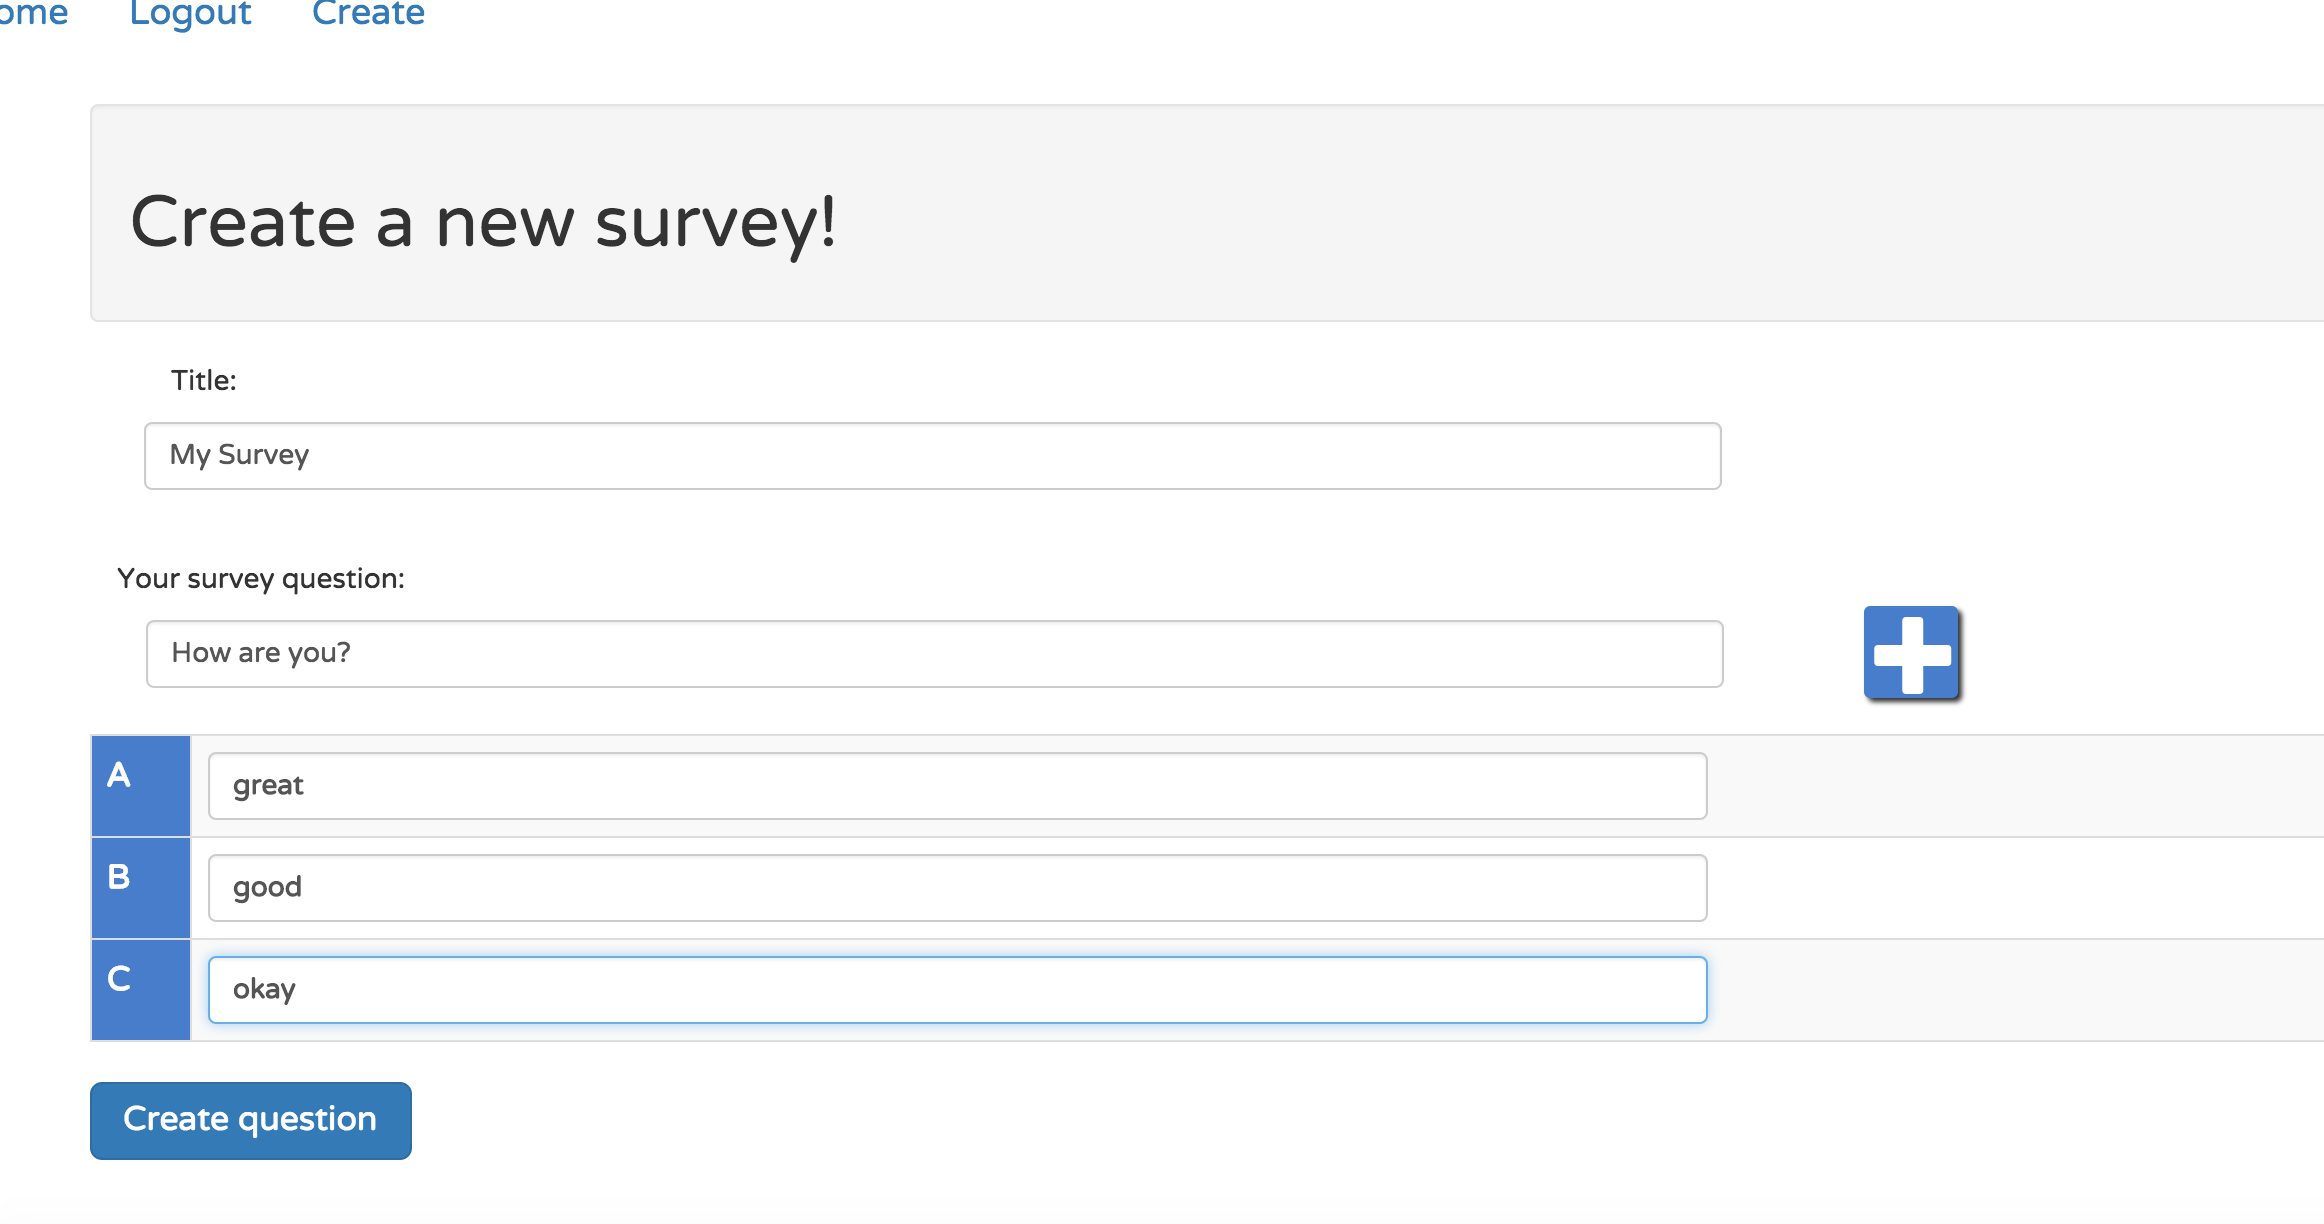 ome Logout Create
Create a new survey!
Title:
My Survey
Your survey question:
How are you?
A great
B good
C okay
Create question